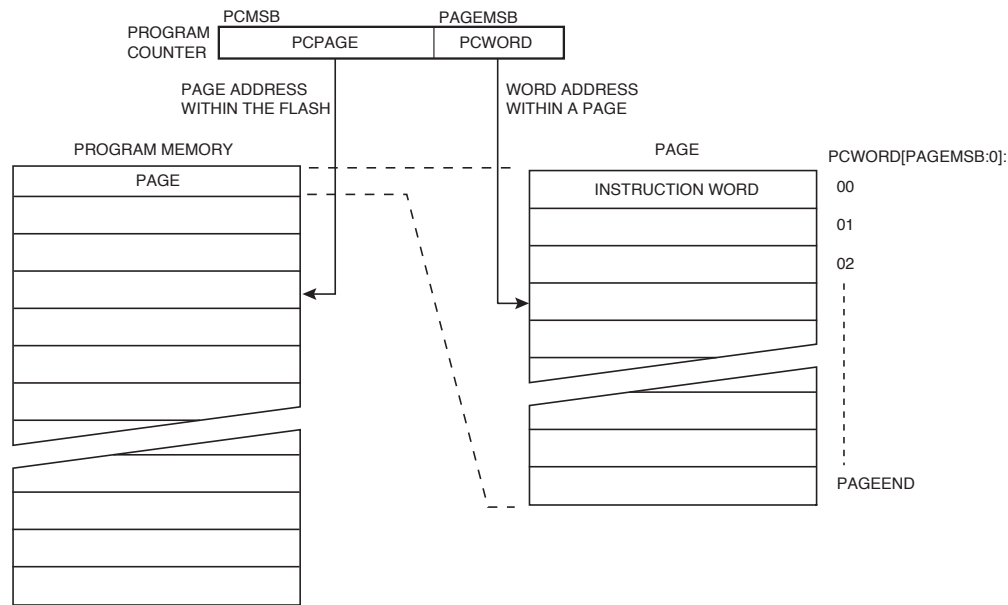 PCMSB PAGEMSB
PROGRAM COUNTER
PCPAGE PCWORD
PAGE ADDRESS
WITHIN THE FLASH
WORD ADDRESS
WITHIN A PAGE
PROGRAM MEMORY
PAGE
PAGE
INSTRUCTION WORD
PCWORD[PAGEMSB:0]:
00
01
02
PAGEEND